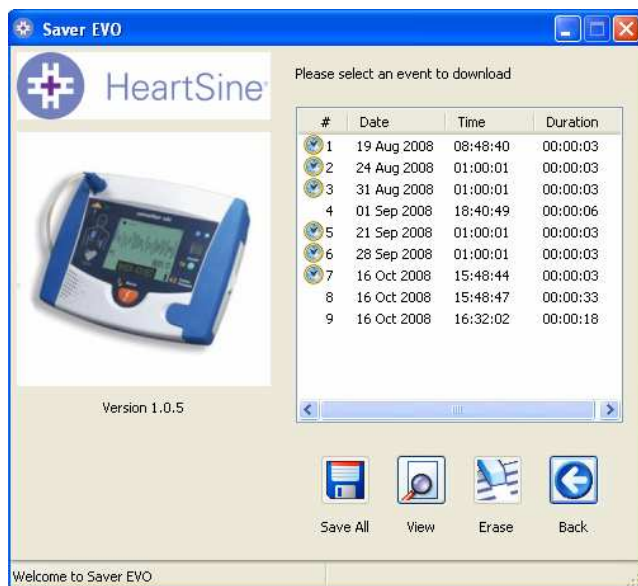 Saver EVO
HeartSine®
Please select an event to download
# Date Time Duration
1 19 Aug 2008 08:48:40 00:00:03
2 24 Aug 2008 01:00:01 00:00:03
3 31 Aug 2008 01:00:01 00:00:03
4 01 Sep 2008 18:40:49 00:00:06
5 21 Sep 2008 01:00:01 00:00:03
6 28 Sep 2008 01:00:01 00:00:03
7 16 Oct 2008 15:48:44 00:00:03
8 16 Oct 2008 15:48:47 00:00:33
9 16 Oct 2008 16:32:02 00:00:18
Version 1.0.5
Save All View Erase Back
Welcome to Saver EVO